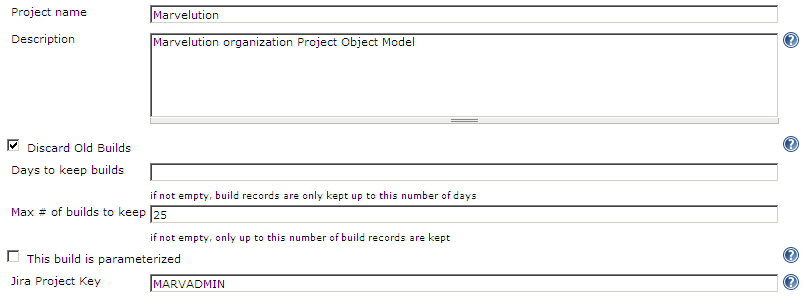 Project name Marvelution
Description Marvelution organization Project Object Model
Discard Old Builds
Days to keep builds
if not empty, build records are only kept up to this number of days
Max # of builds to keep 25
if not empty, only up to this number of build records are kept
This build is parameterized
Jira Project Key MARVADMIN